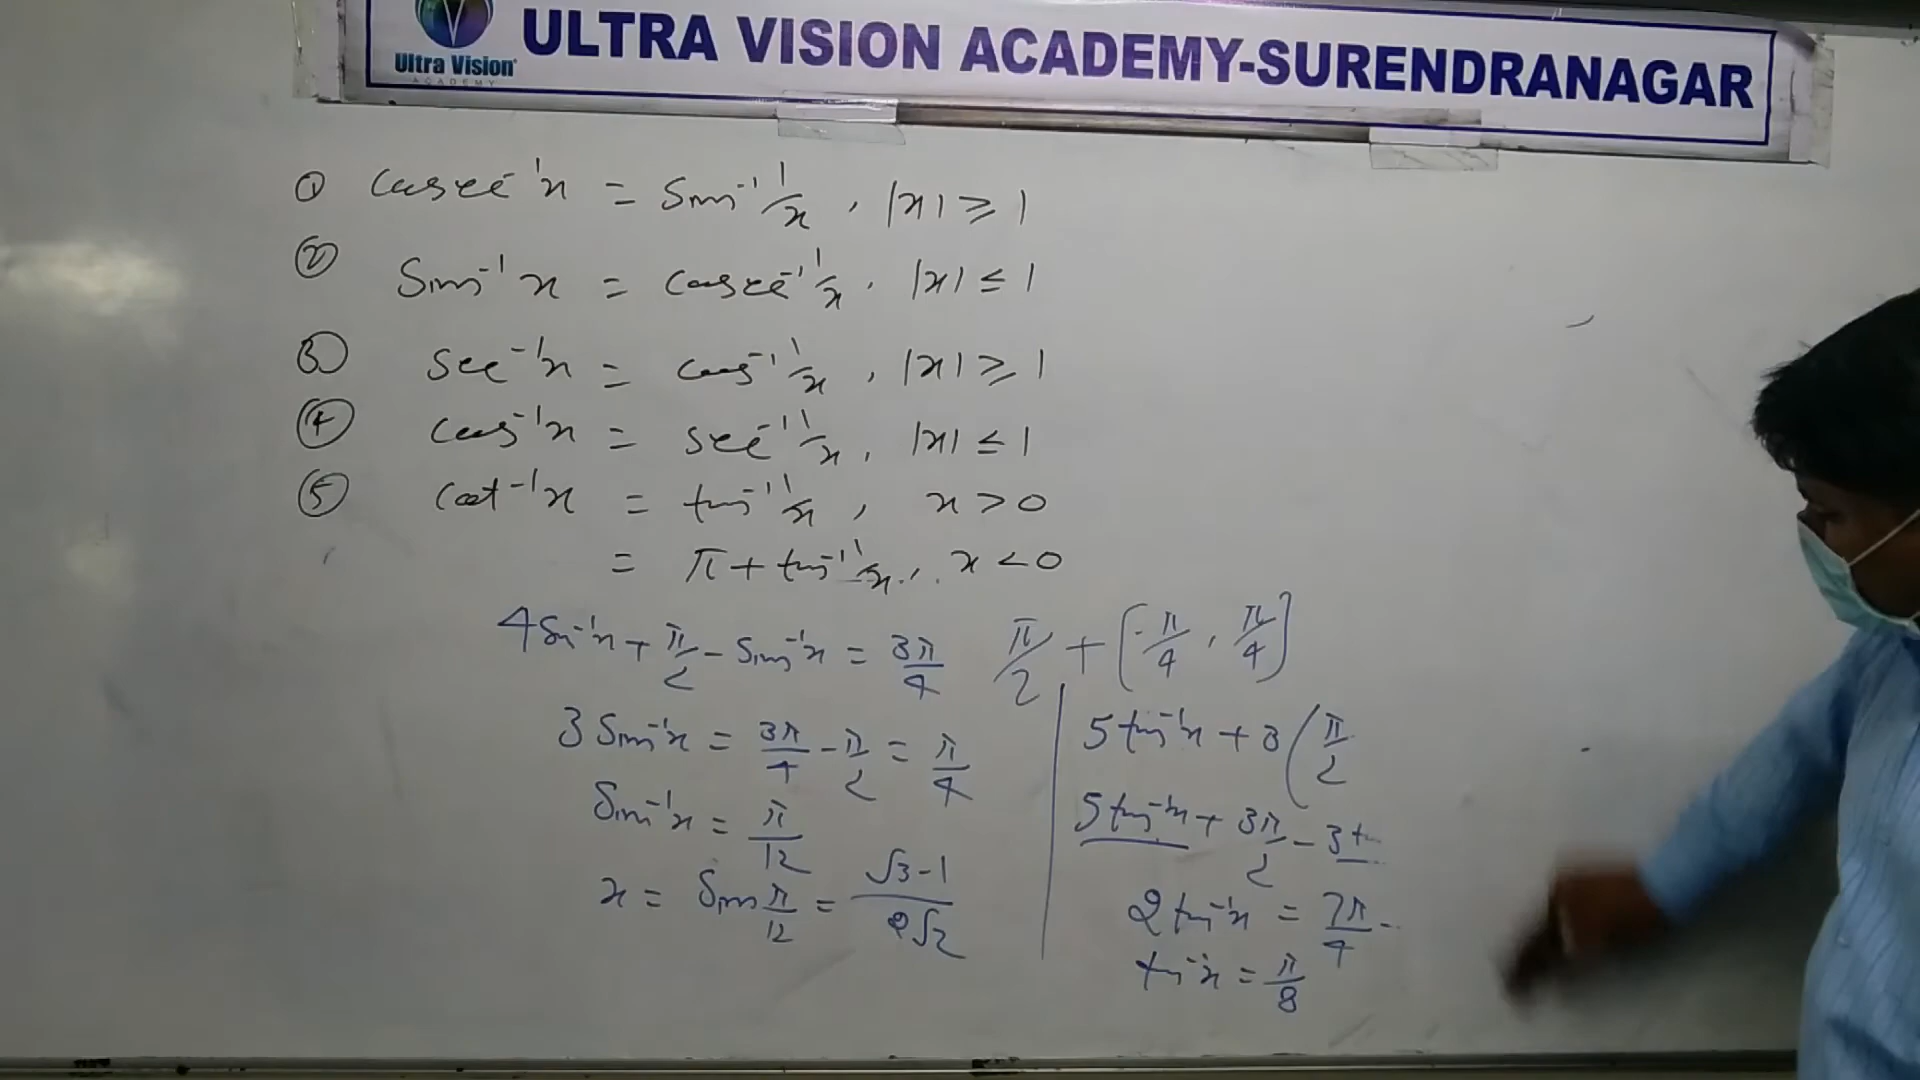 Ultra Vision
ACADEMY
ULTRA VISION ACADEMY-SURENDRANAGAR
① cosec⁻¹x = sin⁻¹ 1/x, |x| ≥ 1
② sin⁻¹x = cosec⁻¹ 1/x, |x| ≤ 1
③ sec⁻¹x = cos⁻¹ 1/x, |x| ≥ 1
④ cos⁻¹x = sec⁻¹ 1/x, |x| ≤ 1
⑤ cot⁻¹x = tan⁻¹ 1/x, x > 0
= π + tan⁻¹ 1/x, x < 0
4 sin⁻¹x + π/2 - sin⁻¹x = 3π/4
3 sin⁻¹x = 3π/4 - π/2 = π/4
sin⁻¹x = π/12
x = sin π/12 = √3-1/2√2
π/2 + [-π/4, π/4]
5 tan⁻¹x + 3(π/2
5 tan⁻¹x + 3π/2 - 3t
2 tan⁻¹x = 7π/4 -
tan⁻¹x = π/8